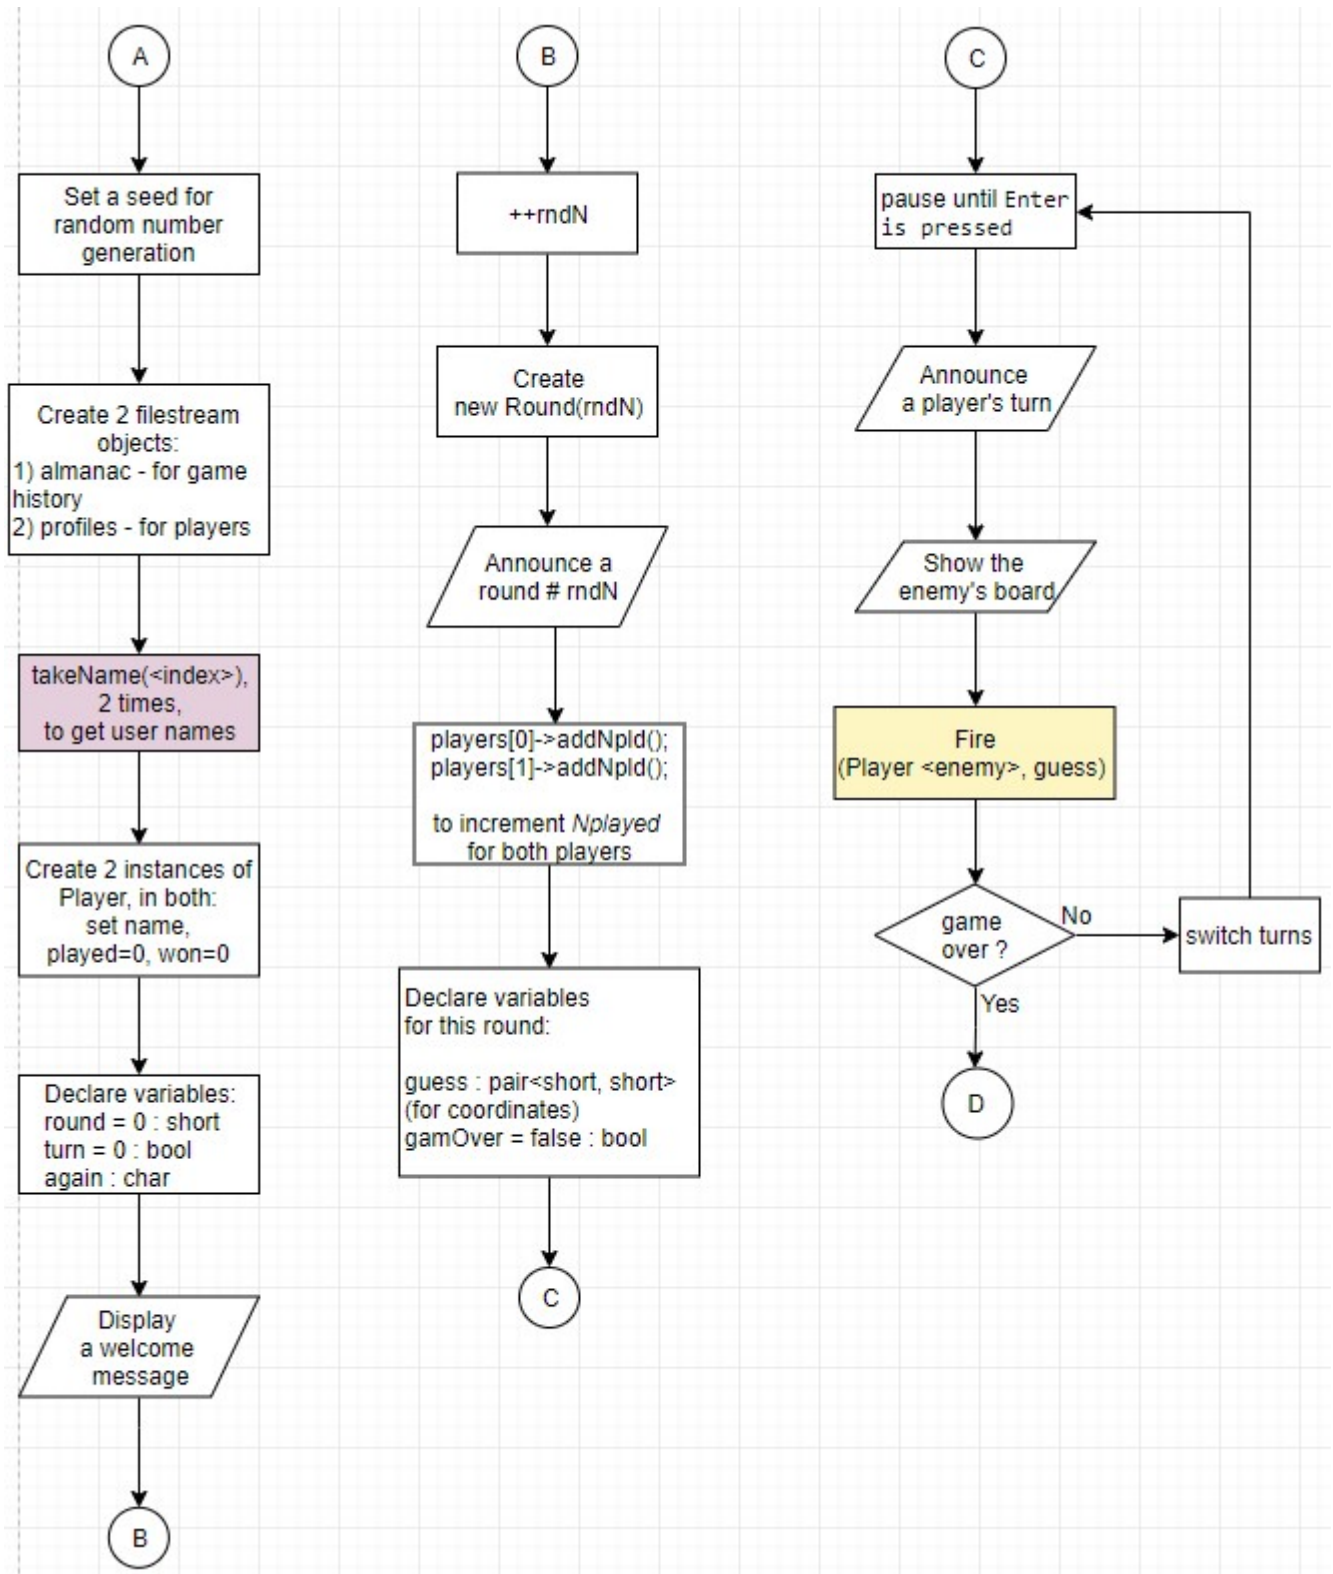 A
Set a seed for
random number
generation
Create 2 filestream
objects:
1) almanac - for game
history
2) profiles - for players
takeName(<index>),
2 times,
to get user names
Create 2 instances of
Player, in both:
set name,
played=0, won=0
Declare variables:
round = 0 : short
turn = 0 : bool
again : char
Display
a welcome
message
B
B
++rndN
Create
new Round(rndN)
Announce a
round # rndN
players[0]->addNpld();
players[1]->addNpld();
to increment Nplayed
for both players
Declare variables
for this round:
guess : pair<short, short>
(for coordinates)
gamOver = false : bool
C
C
pause until Enter
is pressed
Announce
a player's turn
Show the
enemy's board
Fire
(Player <enemy>, guess)
game
over ?
No
switch turns
Yes
D